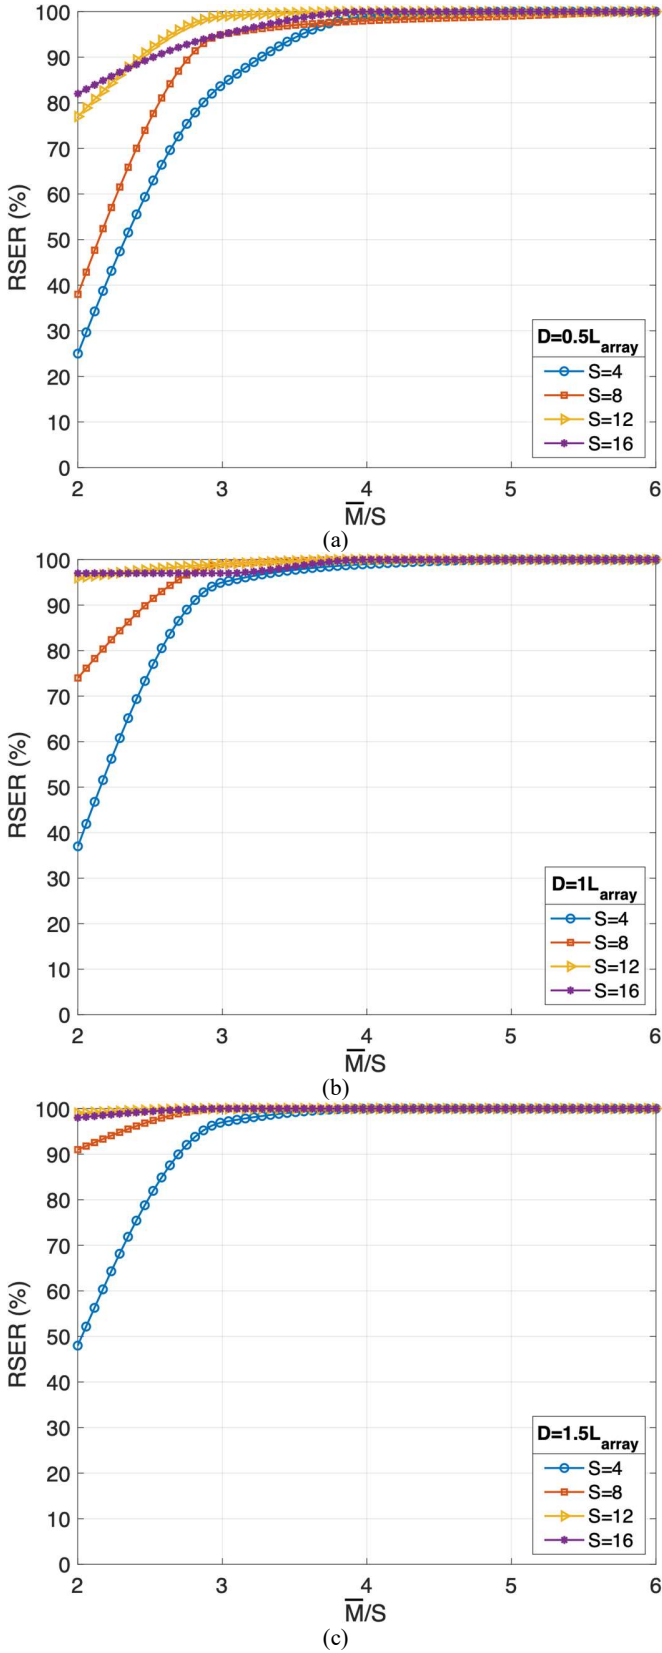 100
90
80
70
60
50
40
30
20
10
0
RSER (%)
D=0.5L_array
S=4
S=8
S=12
S=16
2 3 4 5 6
M̅/S
(a)
100
90
80
70
60
50
40
30
20
10
0
RSER (%)
D=1L_array
S=4
S=8
S=12
S=16
2 3 4 5 6
M̅/S
(b)
100
90
80
70
60
50
40
30
20
10
0
RSER (%)
D=1.5L_array
S=4
S=8
S=12
S=16
2 3 4 5 6
M̅/S
(c)